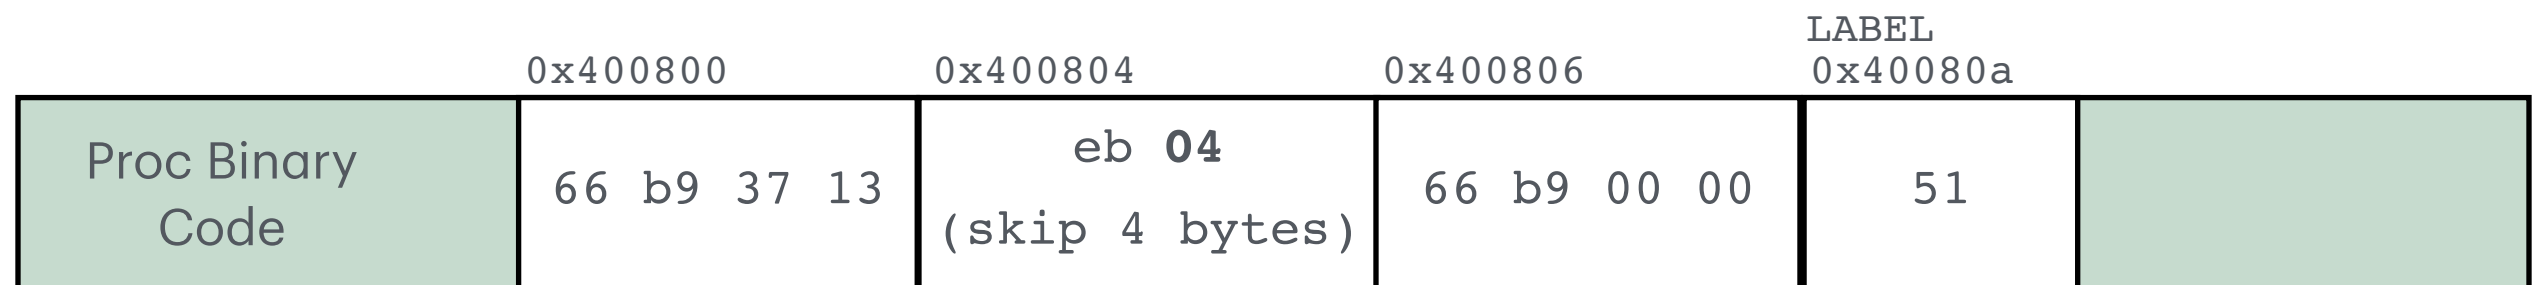 LABEL
0x400800 0x400804 0x400806 0x40080a
Proc Binary
Code
66 b9 37 13
eb 04
(skip 4 bytes)
66 b9 00 00
51